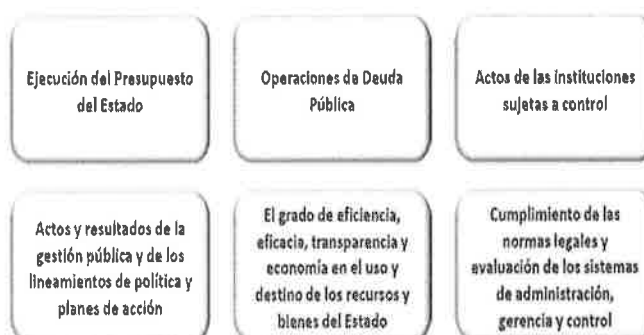 Ejecución del Presupuesto
del Estado
Operaciones de Deuda
Pública
Actos de las instituciones
sujetas a control
Actos y resultados de la
gestión pública y de los
lineamientos de política y
planes de acción
El grado de eficiencia,
eficacia, transparencia y
economía en el uso y
destino de los recursos y
bienes del Estado
Cumplimiento de las
normas legales y
evaluación de los sistemas
de administración,
gerencia y control